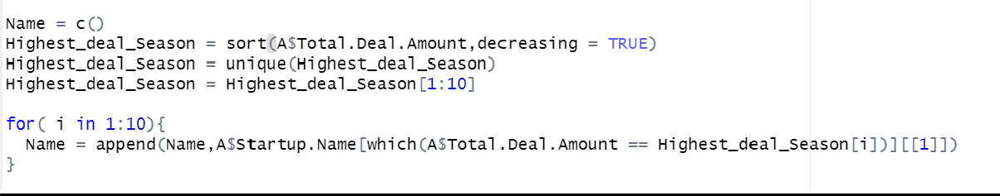 Name = c()
Highest_deal_Season = sort(A$Total.Deal.Amount,decreasing = TRUE)
Highest_deal_Season = unique(Highest_deal_Season)
Highest_deal_Season = Highest_deal_Season[1:10]
for( i in 1:10){
  Name = append(Name,A$Startup.Name[which(A$Total.Deal.Amount == Highest_deal_Season[i])][[1]])
}